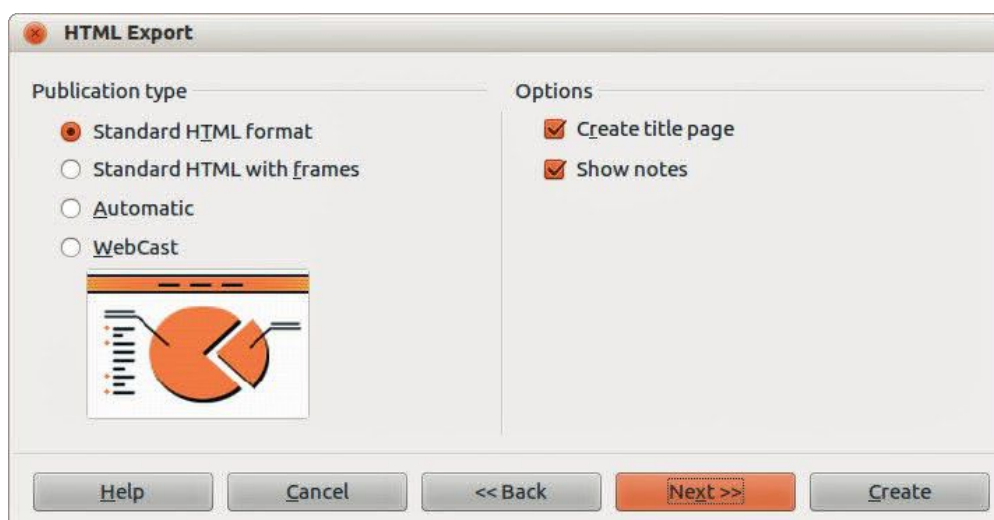 HTML Export
Publication type
Standard HTML format
Standard HTML with frames
Automatic
WebCast
Options
Create title page
Show notes
Help
Cancel
<< Back
Next >>
Create